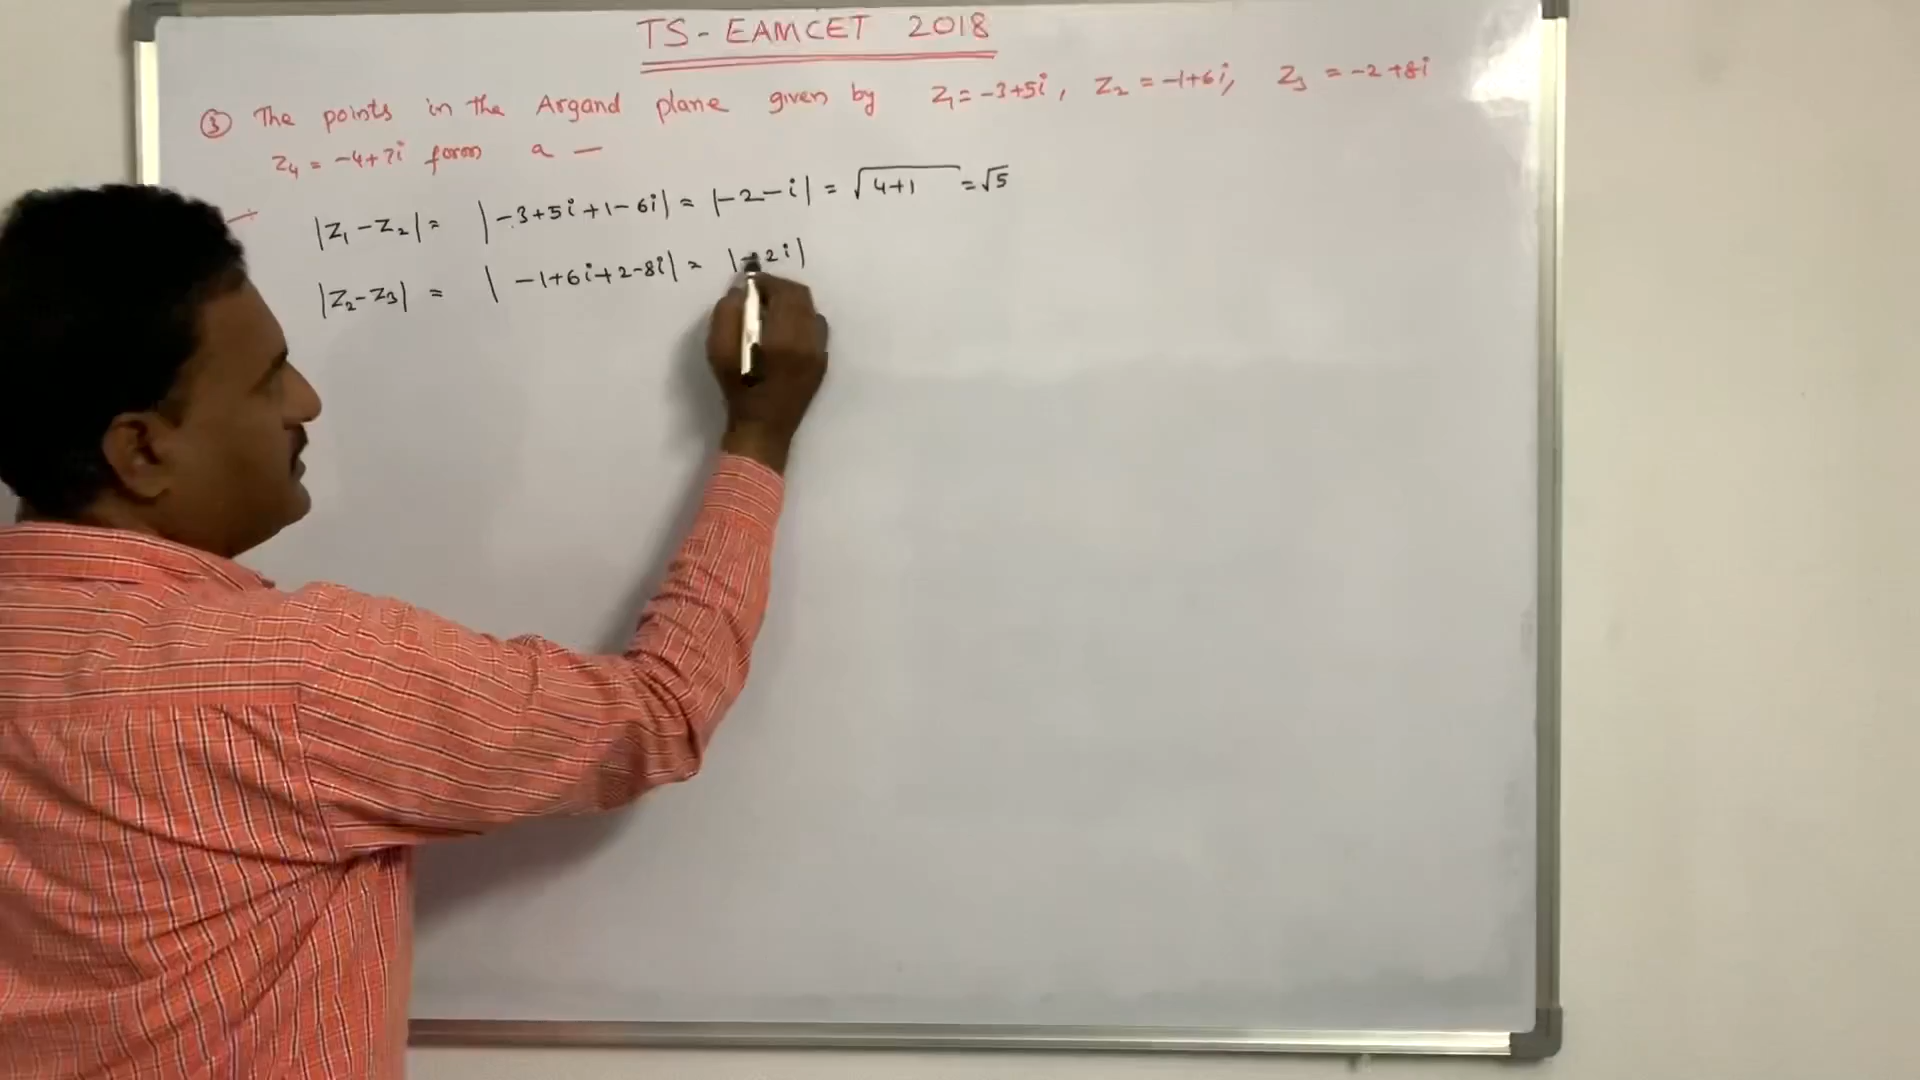 TS - EAMCET 2018
③ The points in the Argand plane given by Z₁ = -3+5i, Z₂ = -1+6i, Z₃ = -2+8i
Z₄ = -4+7i form a —
|Z₁ - Z₂| = |-3+5i+1-6i| = |-2-i| = √4+1 = √5
|Z₂ - Z₃| = |-1+6i+2-8i| = | 2i|